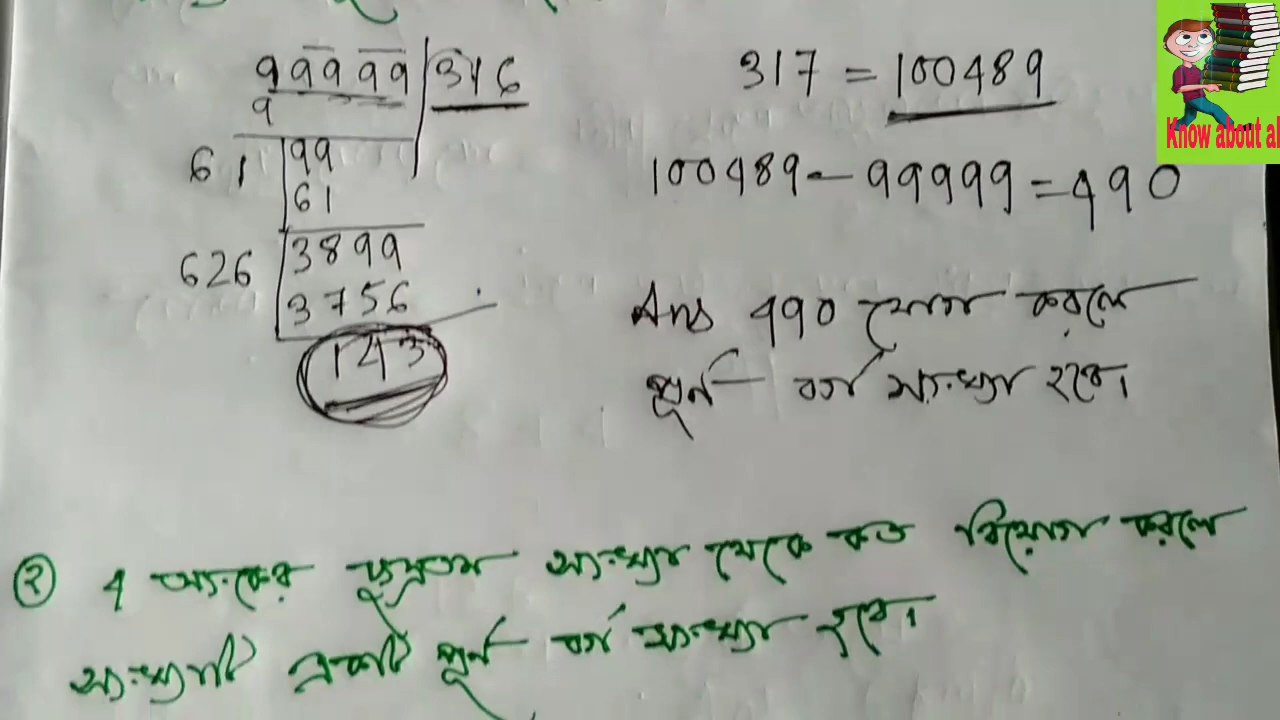 99999 | 316
9
61 | 99
61
626 | 3899
3756
143
317 = 100489
100489 - 99999 = 490
Ans 490 যোগ করলে
পূর্ন বর্গ সংখ্যা হবে।
② 4 অংকের ক্ষুদ্রতম সংখ্যা থেকে কত বিয়োগ করলে
সংখ্যাটি একটি পূর্ন বর্গ সংখ্যা হবে।
Know about al